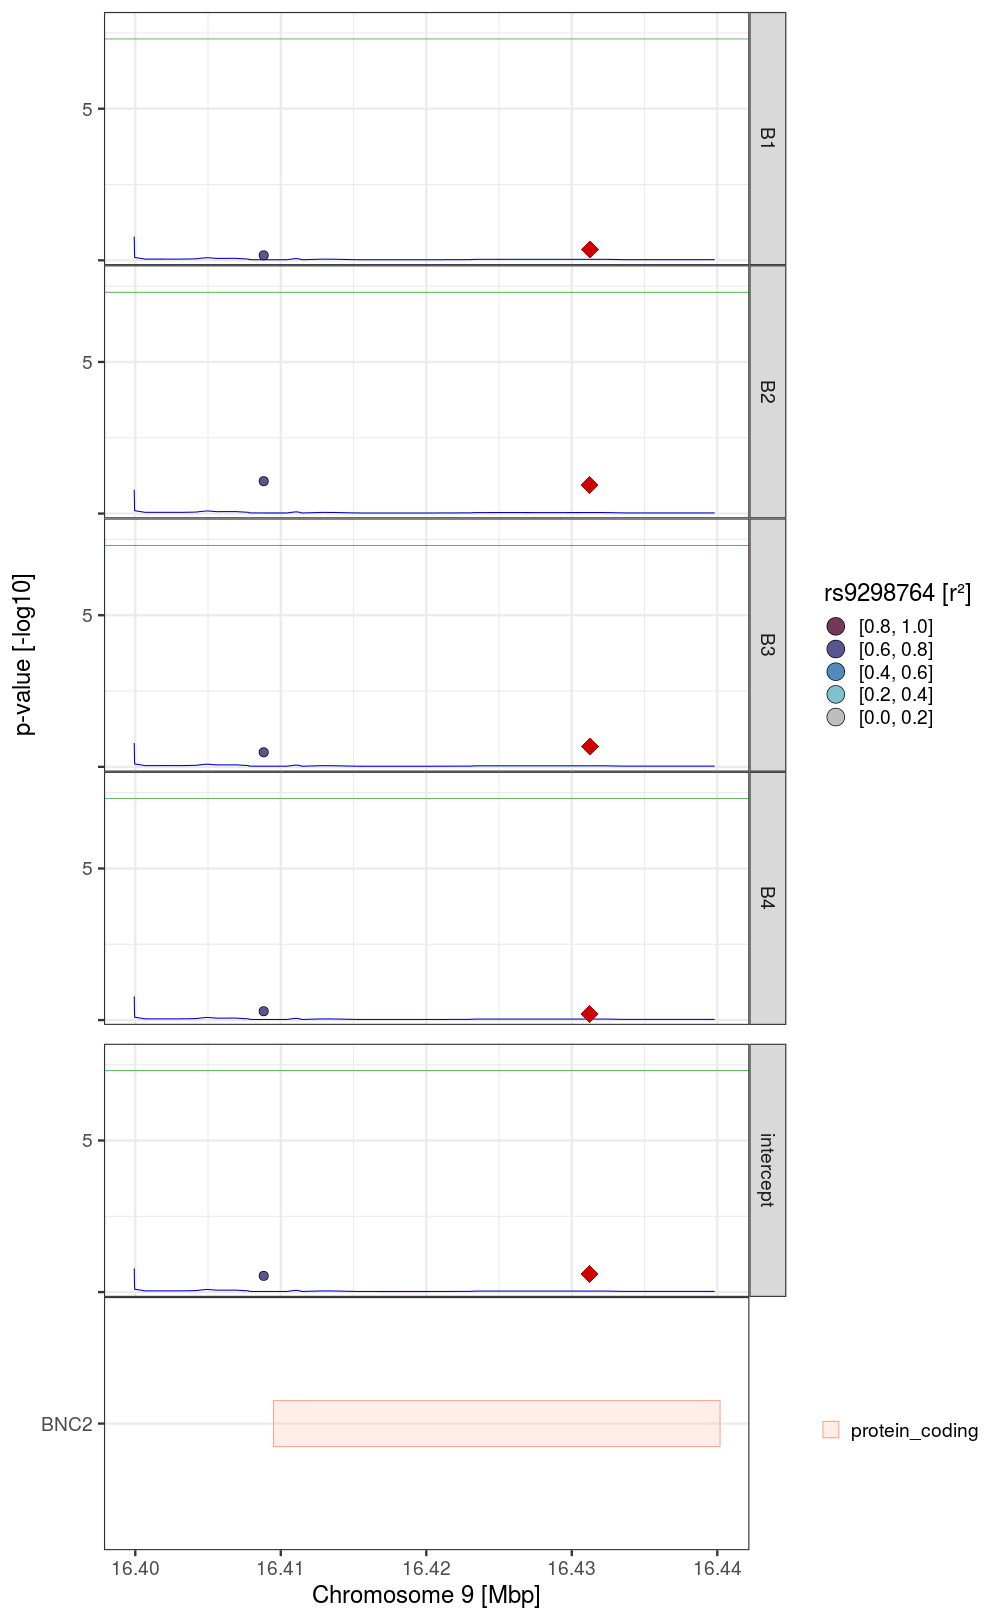 5
B1
5
B2
5
B3
5
B4
5
intercept
p-value [-log10]
rs9298764 [r²]
[0.8, 1.0]
[0.6, 0.8]
[0.4, 0.6]
[0.2, 0.4]
[0.0, 0.2]
BNC2
protein_coding
16.40 16.41 16.42 16.43 16.44
Chromosome 9 [Mbp]